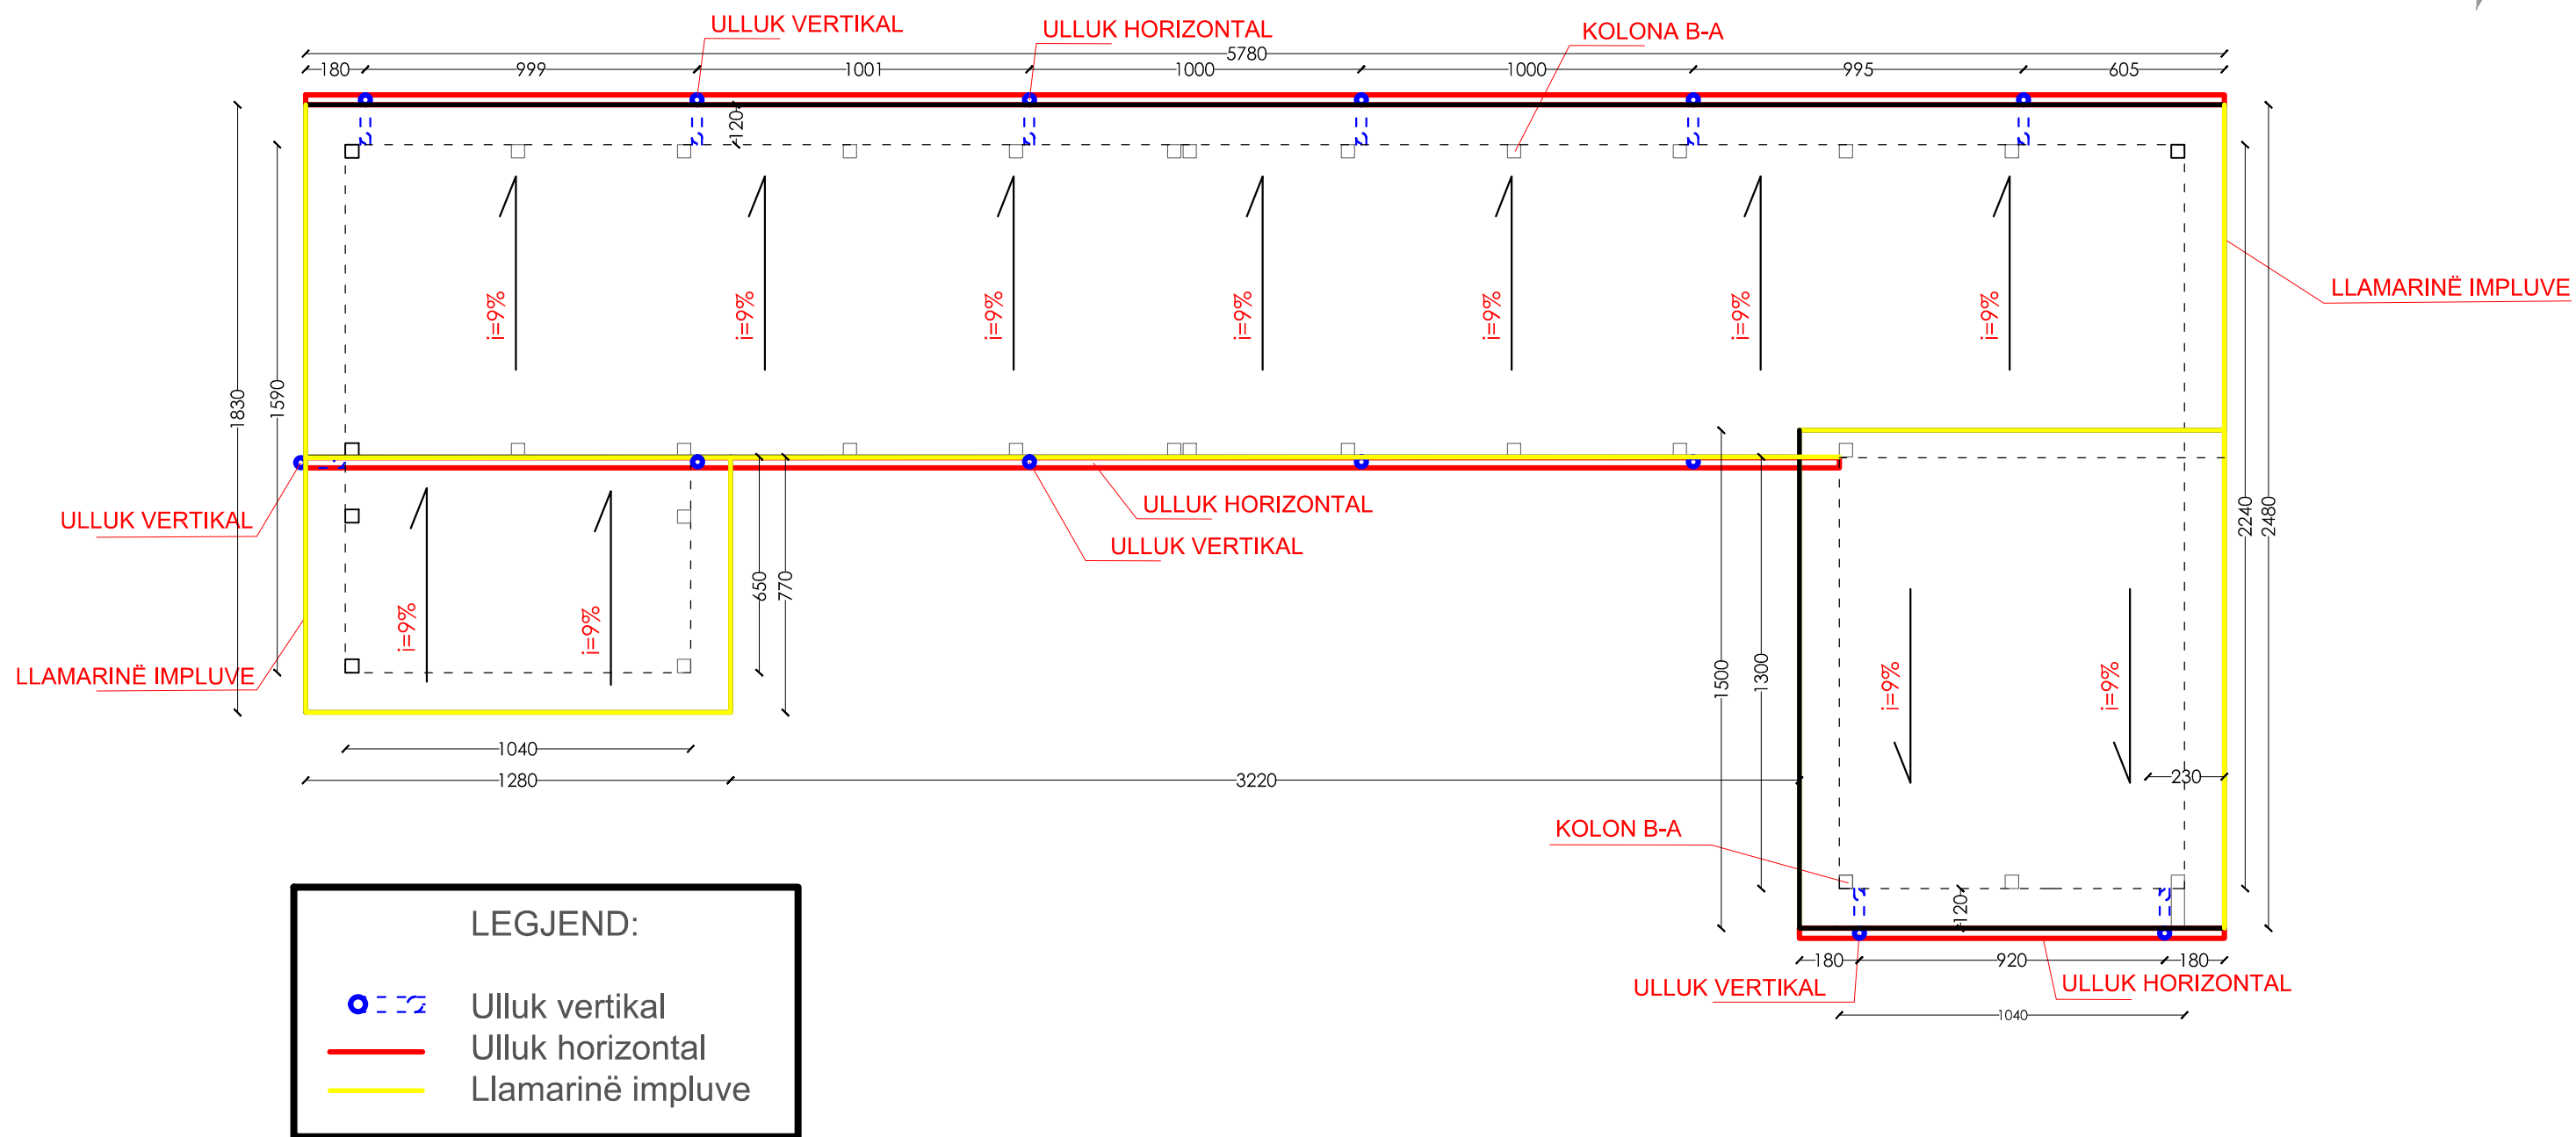 ULLUK VERTIKAL
ULLUK HORIZONTAL
KOLONA B-A
5780
180
999
1001
1000
1000
995
605
120
i=9%
i=9%
i=9%
i=9%
i=9%
i=9%
i=9%
LLAMARINË IMPLUVE
1830
1590
2240
2480
ULLUK VERTIKAL
ULLUK HORIZONTAL
ULLUK VERTIKAL
650
770
i=9%
i=9%
LLAMARINË IMPLUVE
1500
1300
i=9%
i=9%
1040
1280
3220
230
KOLON B-A
120
180
920
180
ULLUK VERTIKAL
ULLUK HORIZONTAL
1040
LEGJEND:
Ulluk vertikal
Ulluk horizontal
Llamarinë impluve